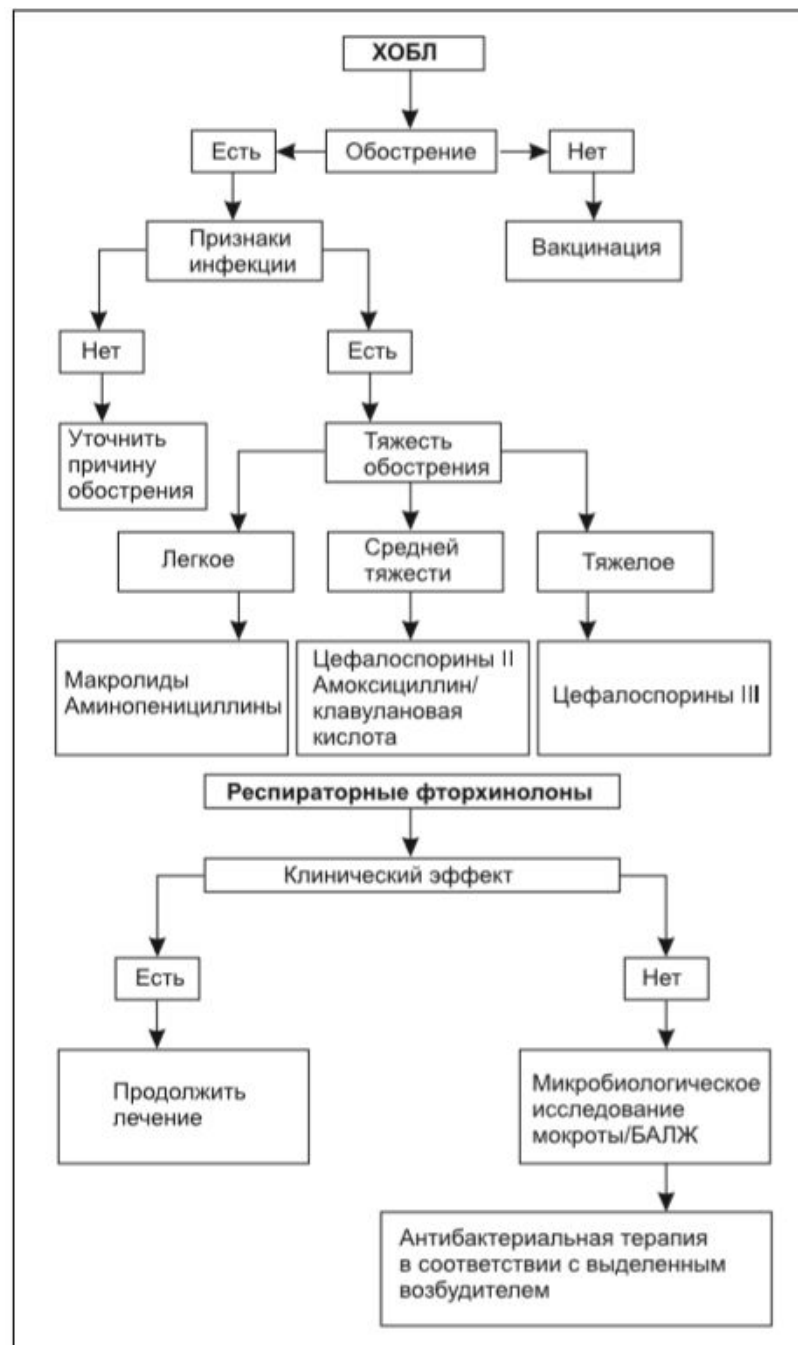 ХОБЛ
Есть
Обострение
Нет
Признаки
инфекции
Вакцинация
Нет
Есть
Уточнить
причину
обострения
Тяжесть
обострения
Легкое
Средней
тяжести
Тяжелое
Макролиды
Аминопенициллины
Цефалоспорины II
Амоксициллин/
клавулановая
кислота
Цефалоспорины III
Респираторные фторхинолоны
Клинический эффект
Есть
Нет
Продолжить
лечение
Микробиологическое
исследование
мокроты/БАЛЖ
Антибактериальная терапия
в соответствии с выделенным
возбудителем